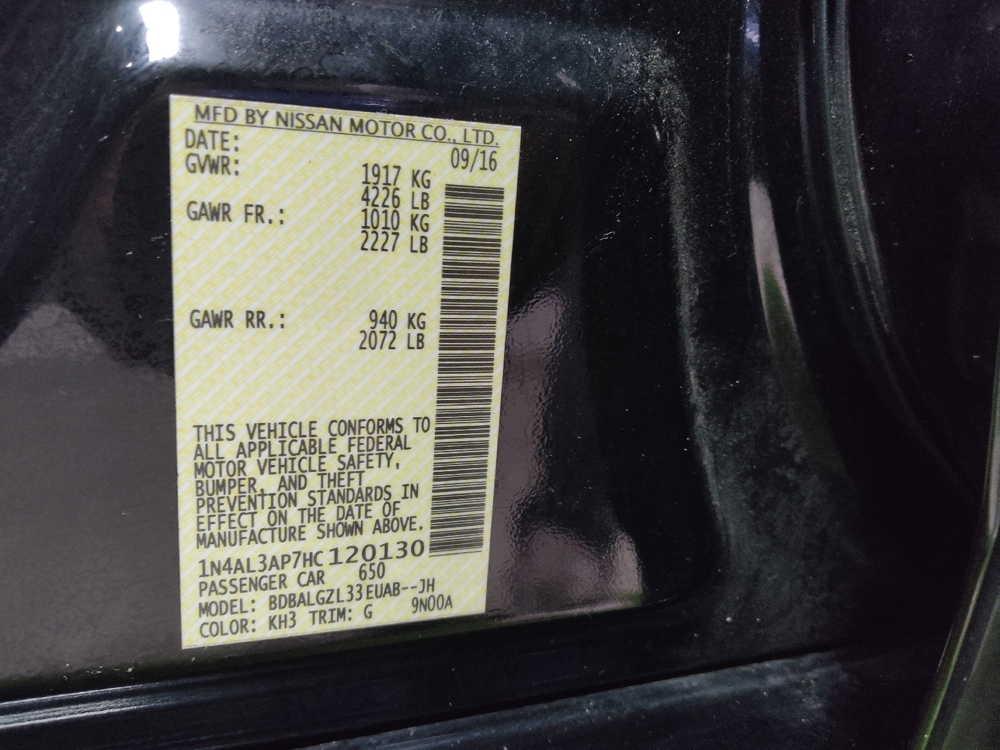 MFD BY NISSAN MOTOR CO., LTD.
DATE: 09/16
GVWR: 1917 KG
4226 LB
GAWR FR.: 1010 KG
2227 LB
GAWR RR.: 940 KG
2072 LB
THIS VEHICLE CONFORMS TO
ALL APPLICABLE FEDERAL
MOTOR VEHICLE SAFETY,
BUMPER, AND THEFT
PREVENTION STANDARDS IN
EFFECT ON THE DATE OF
MANUFACTURE SHOWN ABOVE.
1N4AL3AP7HC120130
PASSENGER CAR 650
MODEL: BDBALGZL33EUAB--JH
COLOR: KH3 TRIM: G 9N00A